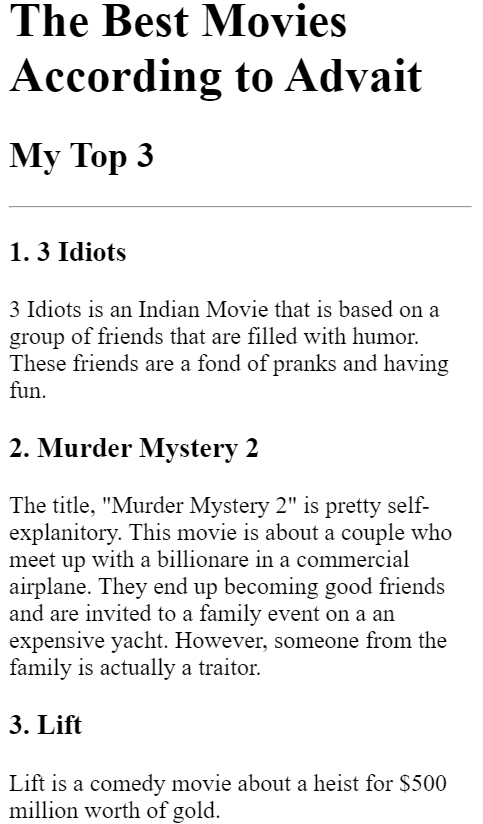 The Best Movies
According to Advait
My Top 3
1. 3 Idiots
3 Idiots is an Indian Movie that is based on a
group of friends that are filled with humor.
These friends are a fond of pranks and having
fun.
2. Murder Mystery 2
The title, "Murder Mystery 2" is pretty self-
explanitory. This movie is about a couple who
meet up with a billionare in a commercial
airplane. They end up becoming good friends
and are invited to a family event on a an
expensive yacht. However, someone from the
family is actually a traitor.
3. Lift
Lift is a comedy movie about a heist for $500
million worth of gold.